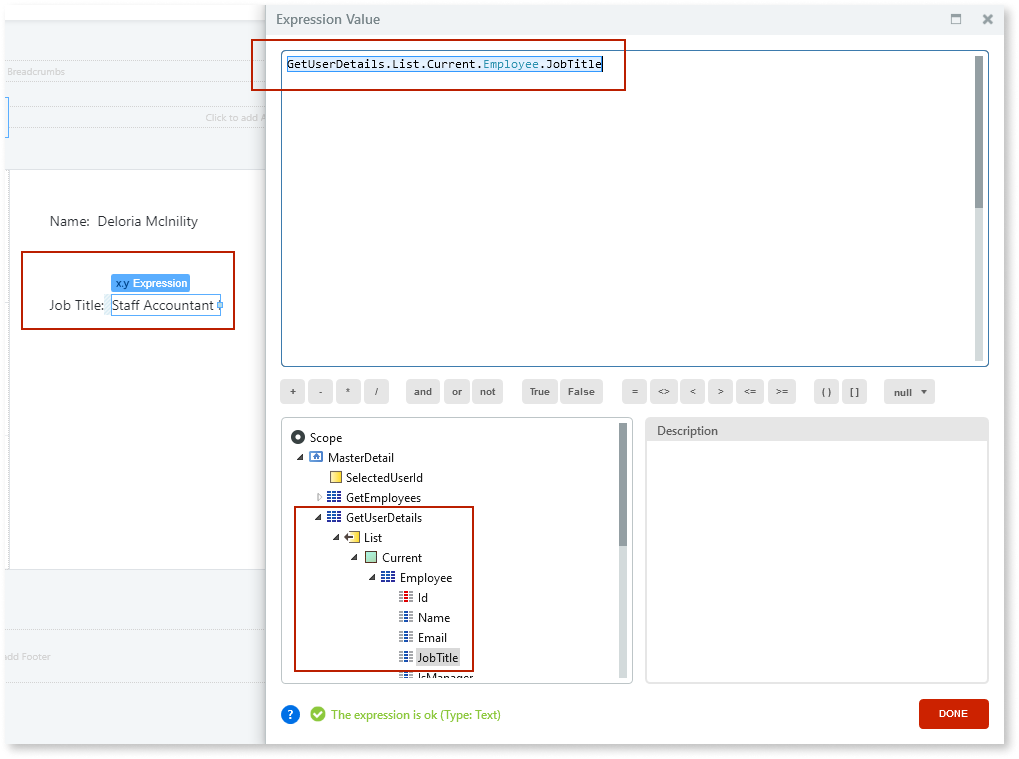 Expression Value
GetUserDetails.List.Current.Employee.JobTitle
Breadcrumbs
Click to add A
Name: Deloria McInility
x.y Expression
Job Title: Staff Accountant
+ - * / and or not True False = <> < > <= >= ( ) [ ] null
Scope
MasterDetail
SelectedUserId
GetEmployees
GetUserDetails
List
Current
Employee
Id
Name
Email
JobTitle
IsManager
Description
add Footer
? The expression is ok (Type: Text)
DONE